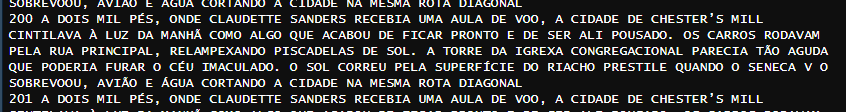 SOBREVOOU, AVIÃO E ÁGUA CORTANDO A CIDADE NA MESMA ROTA DIAGONAL
200 A DOIS MIL PÉS, ONDE CLAUDETTE SANDERS RECEBIA UMA AULA DE VOO, A CIDADE DE CHESTER’S MILL
CINTILAVA À LUZ DA MANHÃ COMO ALGO QUE ACABOU DE FICAR PRONTO E DE SER ALI POUSADO. OS CARROS RODAVAM
PELA RUA PRINCIPAL, RELAMPEXANDO PISCADELAS DE SOL. A TORRE DA IGREXA CONGREGACIONAL PARECIA TÃO AGUDA
QUE PODERIA FURAR O CÉU IMACULADO. O SOL CORREU PELA SUPERFÍCIE DO RIACHO PRESTILE QUANDO O SENECA V O
SOBREVOOU, AVIÃO E ÁGUA CORTANDO A CIDADE NA MESMA ROTA DIAGONAL
201 A DOIS MIL PÉS, ONDE CLAUDETTE SANDERS RECEBIA UMA AULA DE VOO, A CIDADE DE CHESTER’S MILL